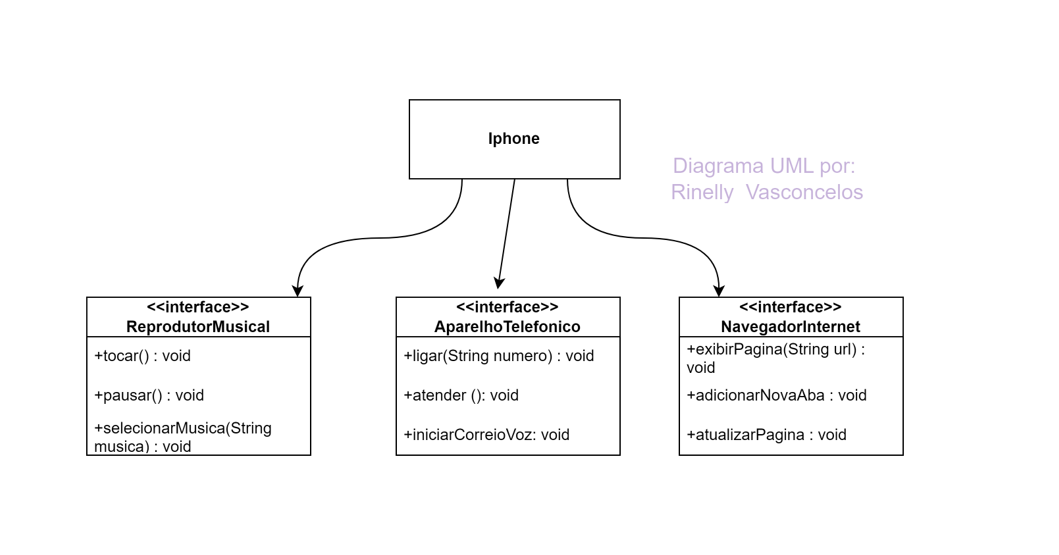 Iphone
Diagrama UML por:
Rinelly Vasconcelos
<<interface>>
ReprodutorMusical
+tocar() : void
+pausar() : void
+selecionarMusica(String
musica) : void
<<interface>>
AparelhoTelefonico
+ligar(String numero) : void
+atender (): void
+iniciarCorreioVoz: void
<<interface>>
NavegadorInternet
+exibirPagina(String url) :
void
+adicionarNovaAba : void
+atualizarPagina : void